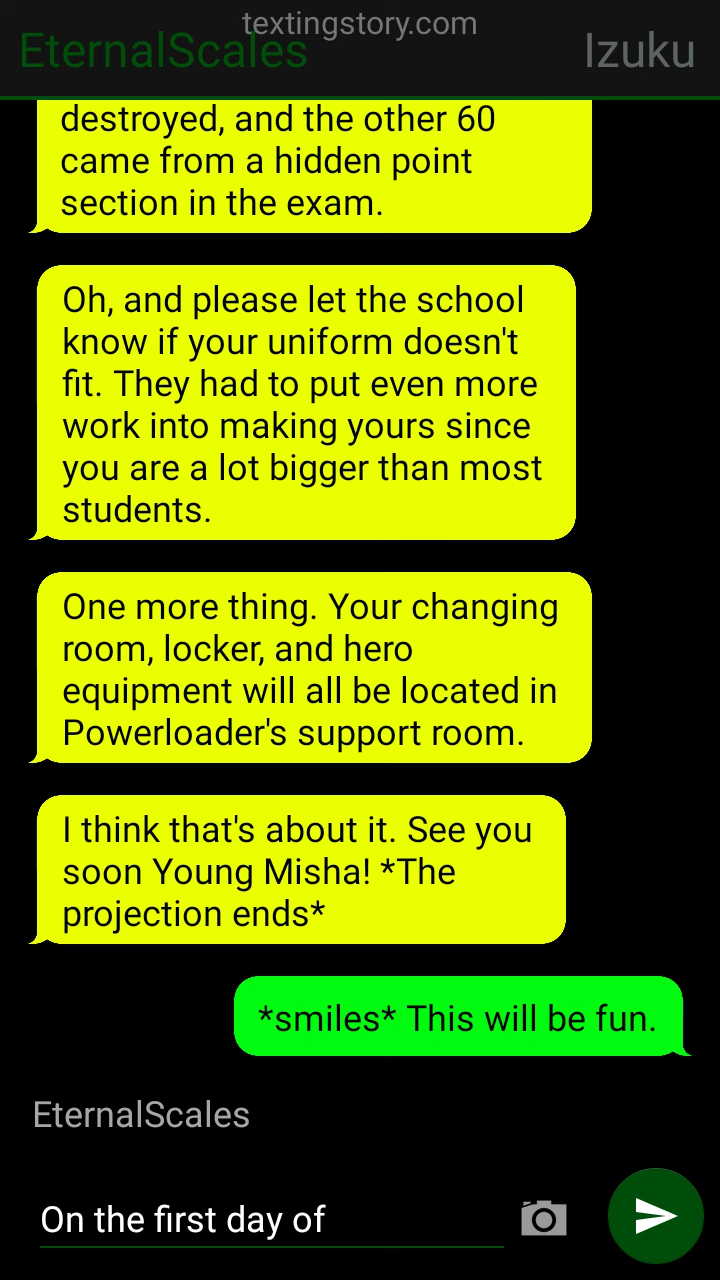 textingstory.com
EternalScales
Izuku
destroyed, and the other 60
came from a hidden point
section in the exam.
Oh, and please let the school
know if your uniform doesn't
fit. They had to put even more
work into making yours since
you are a lot bigger than most
students.
One more thing. Your changing
room, locker, and hero
equipment will all be located in
Powerloader's support room.
I think that's about it. See you
soon Young Misha! *The
projection ends*
*smiles* This will be fun.
EternalScales
On the first day of